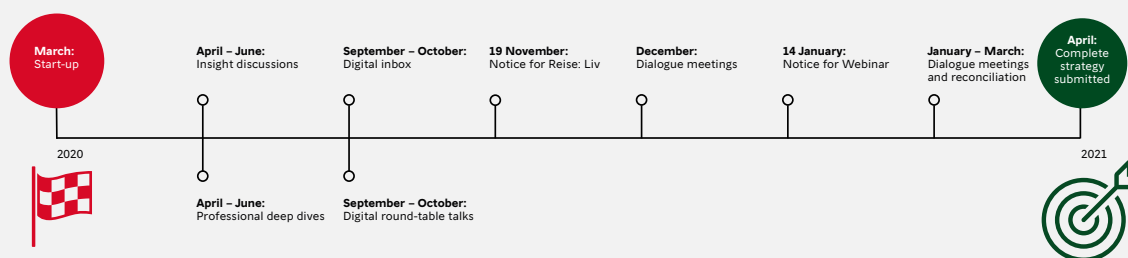 March:
Start-up
April – June:
Insight discussions
September – October:
Digital inbox
19 November:
Notice for Reise: Liv
December:
Dialogue meetings
14 January:
Notice for Webinar
January – March:
Dialogue meetings
and reconciliation
April:
Complete
strategy
submitted
2020
2021
April – June:
Professional deep dives
September – October:
Digital round-table talks